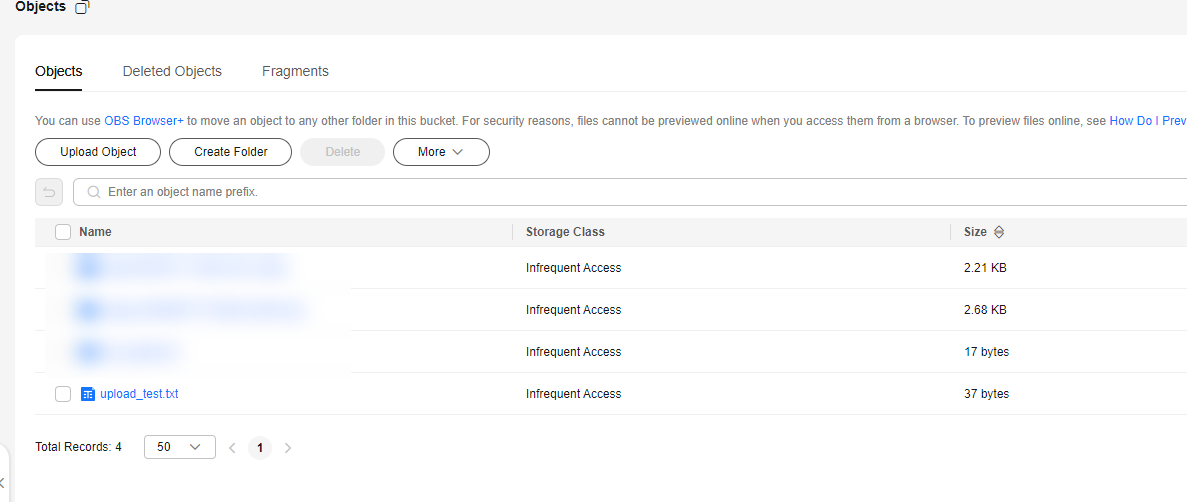 Objects
Objects Deleted Objects Fragments
You can use OBS Browser+ to move an object to any other folder in this bucket. For security reasons, files cannot be previewed online when you access them from a browser. To preview files online, see How Do I Prev
Upload Object Create Folder Delete More
Enter an object name prefix.
Name Storage Class Size
Infrequent Access 2.21 KB
Infrequent Access 2.68 KB
Infrequent Access 17 bytes
upload_test.txt Infrequent Access 37 bytes
Total Records: 4 50 1